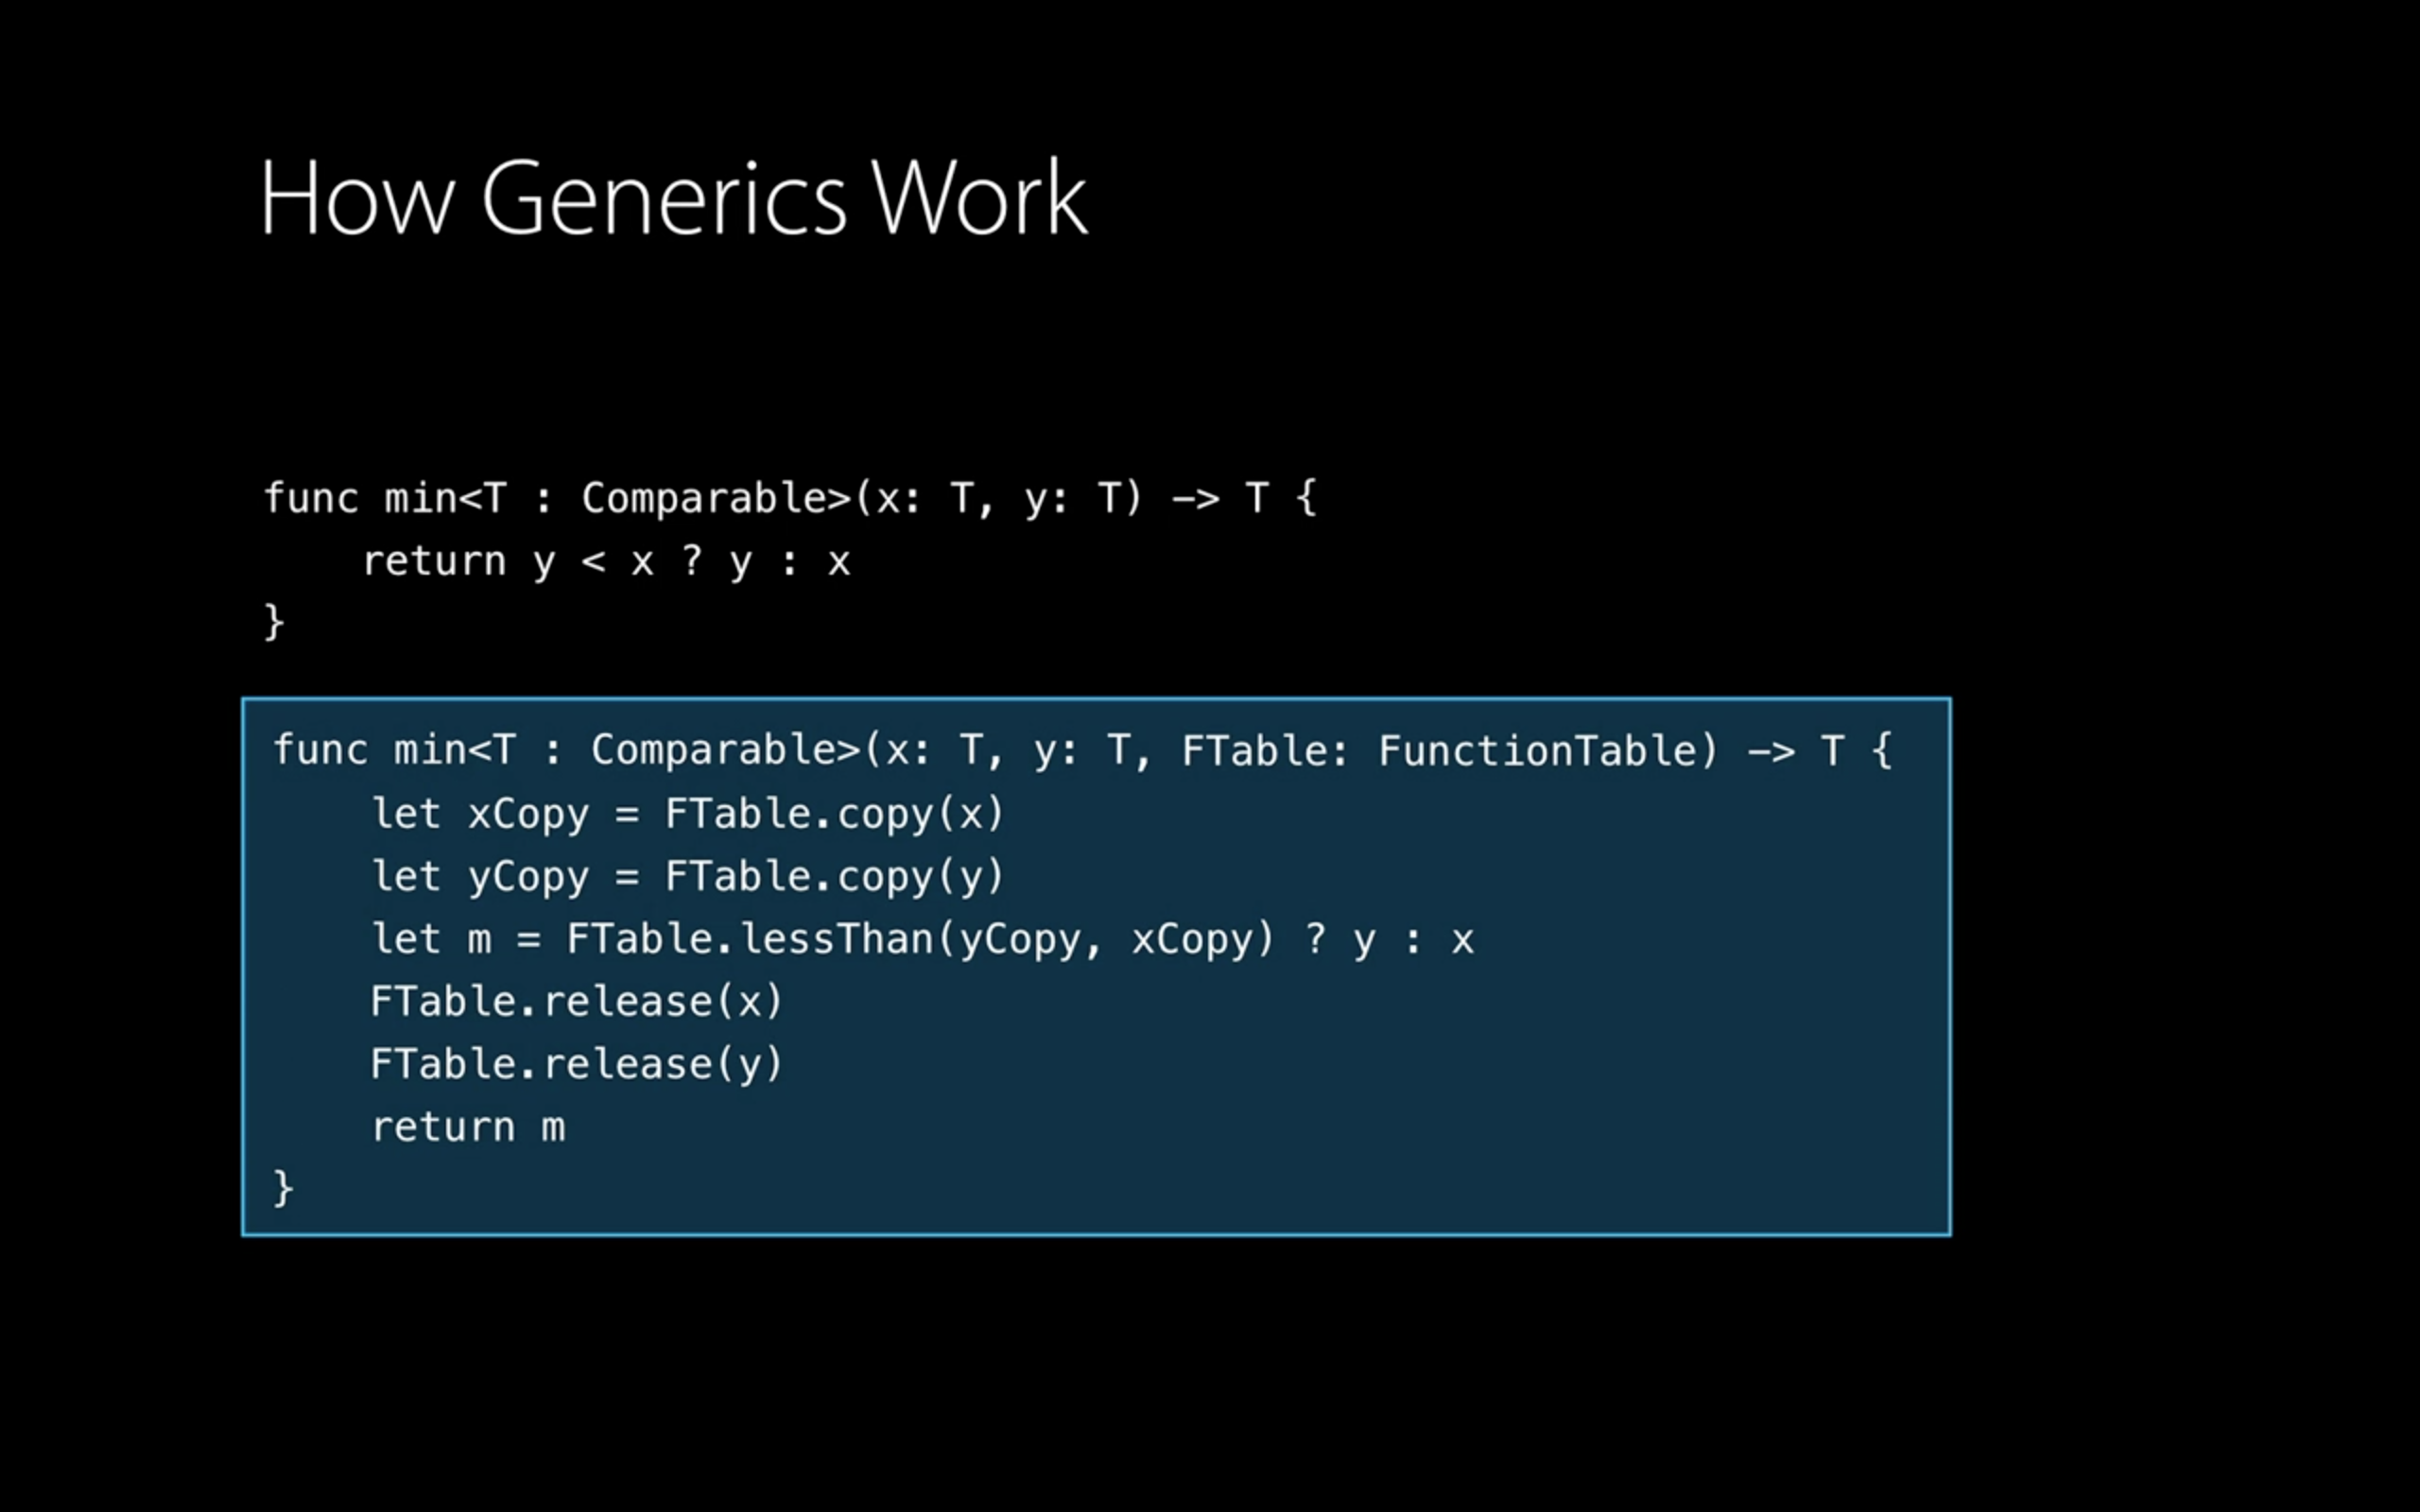 How Generics Work
func min<T : Comparable>(x: T, y: T) -> T {
    return y < x ? y : x
}
func min<T : Comparable>(x: T, y: T, FTable: FunctionTable) -> T {
    let xCopy = FTable.copy(x)
    let yCopy = FTable.copy(y)
    let m = FTable.lessThan(yCopy, xCopy) ? y : x
    FTable.release(x)
    FTable.release(y)
    return m
}